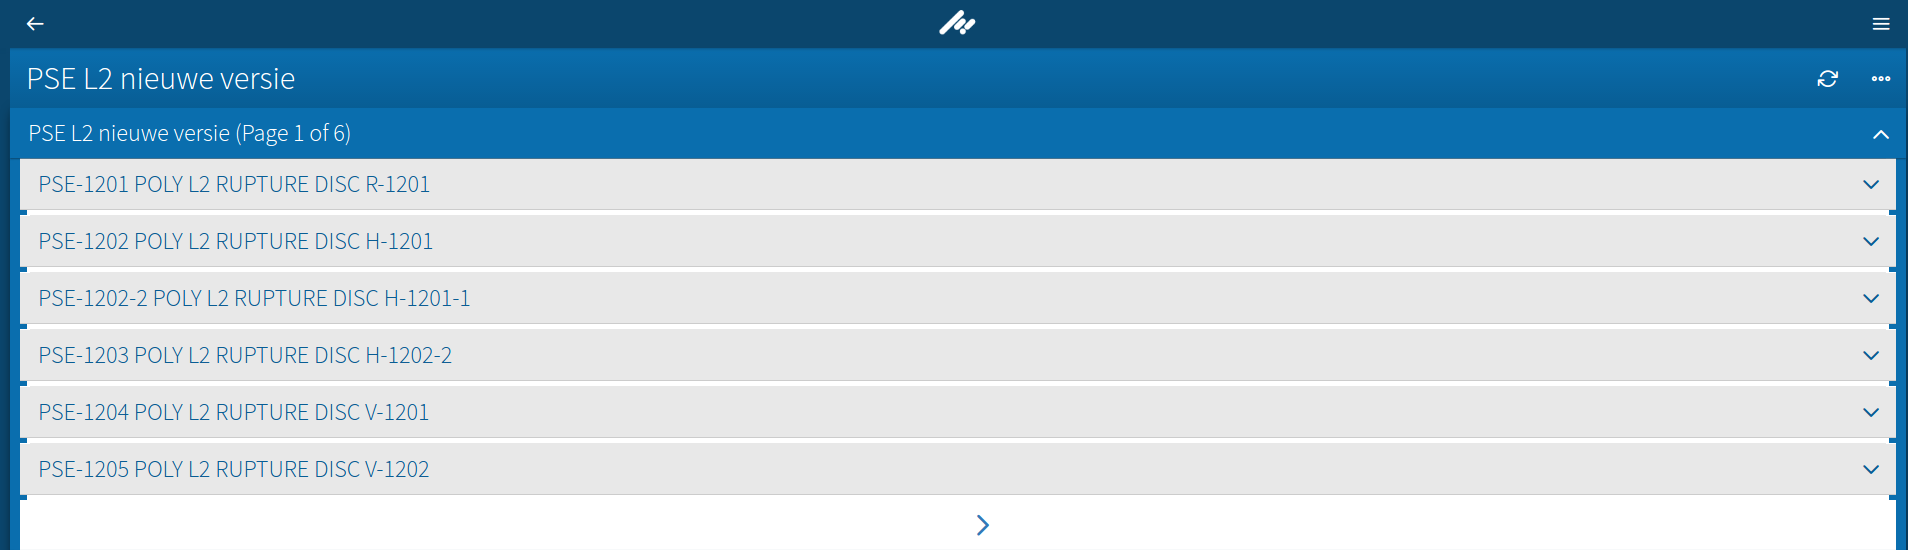 PSE L2 nieuwe versie
PSE L2 nieuwe versie (Page 1 of 6)
PSE-1201 POLY L2 RUPTURE DISC R-1201
PSE-1202 POLY L2 RUPTURE DISC H-1201
PSE-1202-2 POLY L2 RUPTURE DISC H-1201-1
PSE-1203 POLY L2 RUPTURE DISC H-1202-2
PSE-1204 POLY L2 RUPTURE DISC V-1201
PSE-1205 POLY L2 RUPTURE DISC V-1202